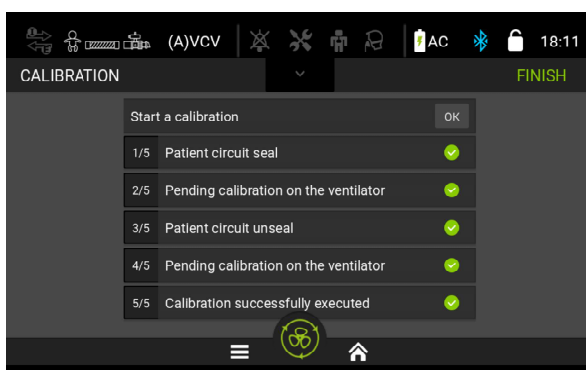 (A)VCV
AC
18:11
CALIBRATION
FINISH
Start a calibration
OK
1/5 Patient circuit seal
2/5 Pending calibration on the ventilator
3/5 Patient circuit unseal
4/5 Pending calibration on the ventilator
5/5 Calibration successfully executed